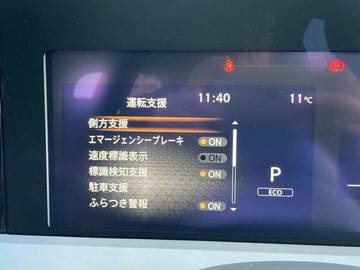 運転支援 11:40 11℃
側方支援
エマージェンシーブレーキ ON
速度標識表示 ON
標識検知支援 ON
駐車支援
ふらつき警報 ON
P
ECO